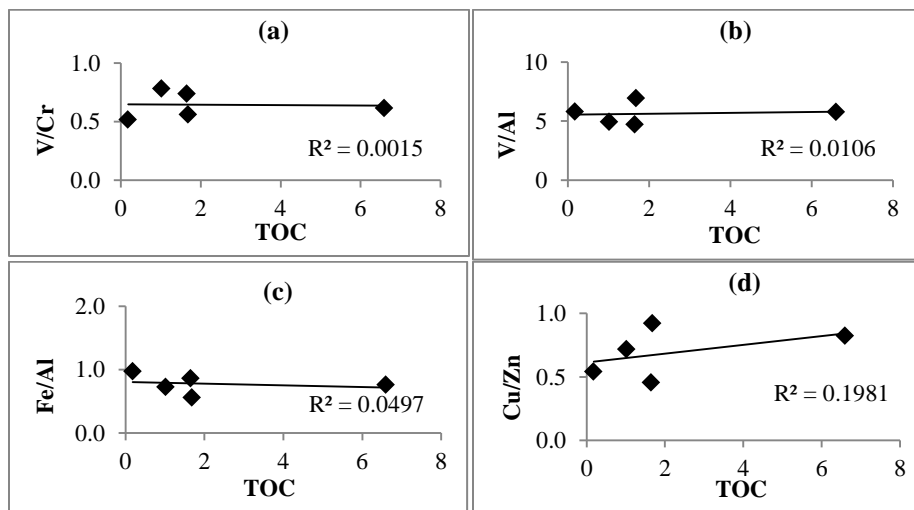 (a)
V/Cr
1.0
0.5
0.0
R² = 0.0015
0 2 4 6 8
TOC
(b)
V/Al
10
5
0
R² = 0.0106
0 2 4 6 8
TOC
(c)
Fe/Al
2.0
1.0
0.0
R² = 0.0497
0 2 4 6 8
TOC
(d)
Cu/Zn
1.0
0.5
0.0
R² = 0.1981
0 2 4 6 8
TOC